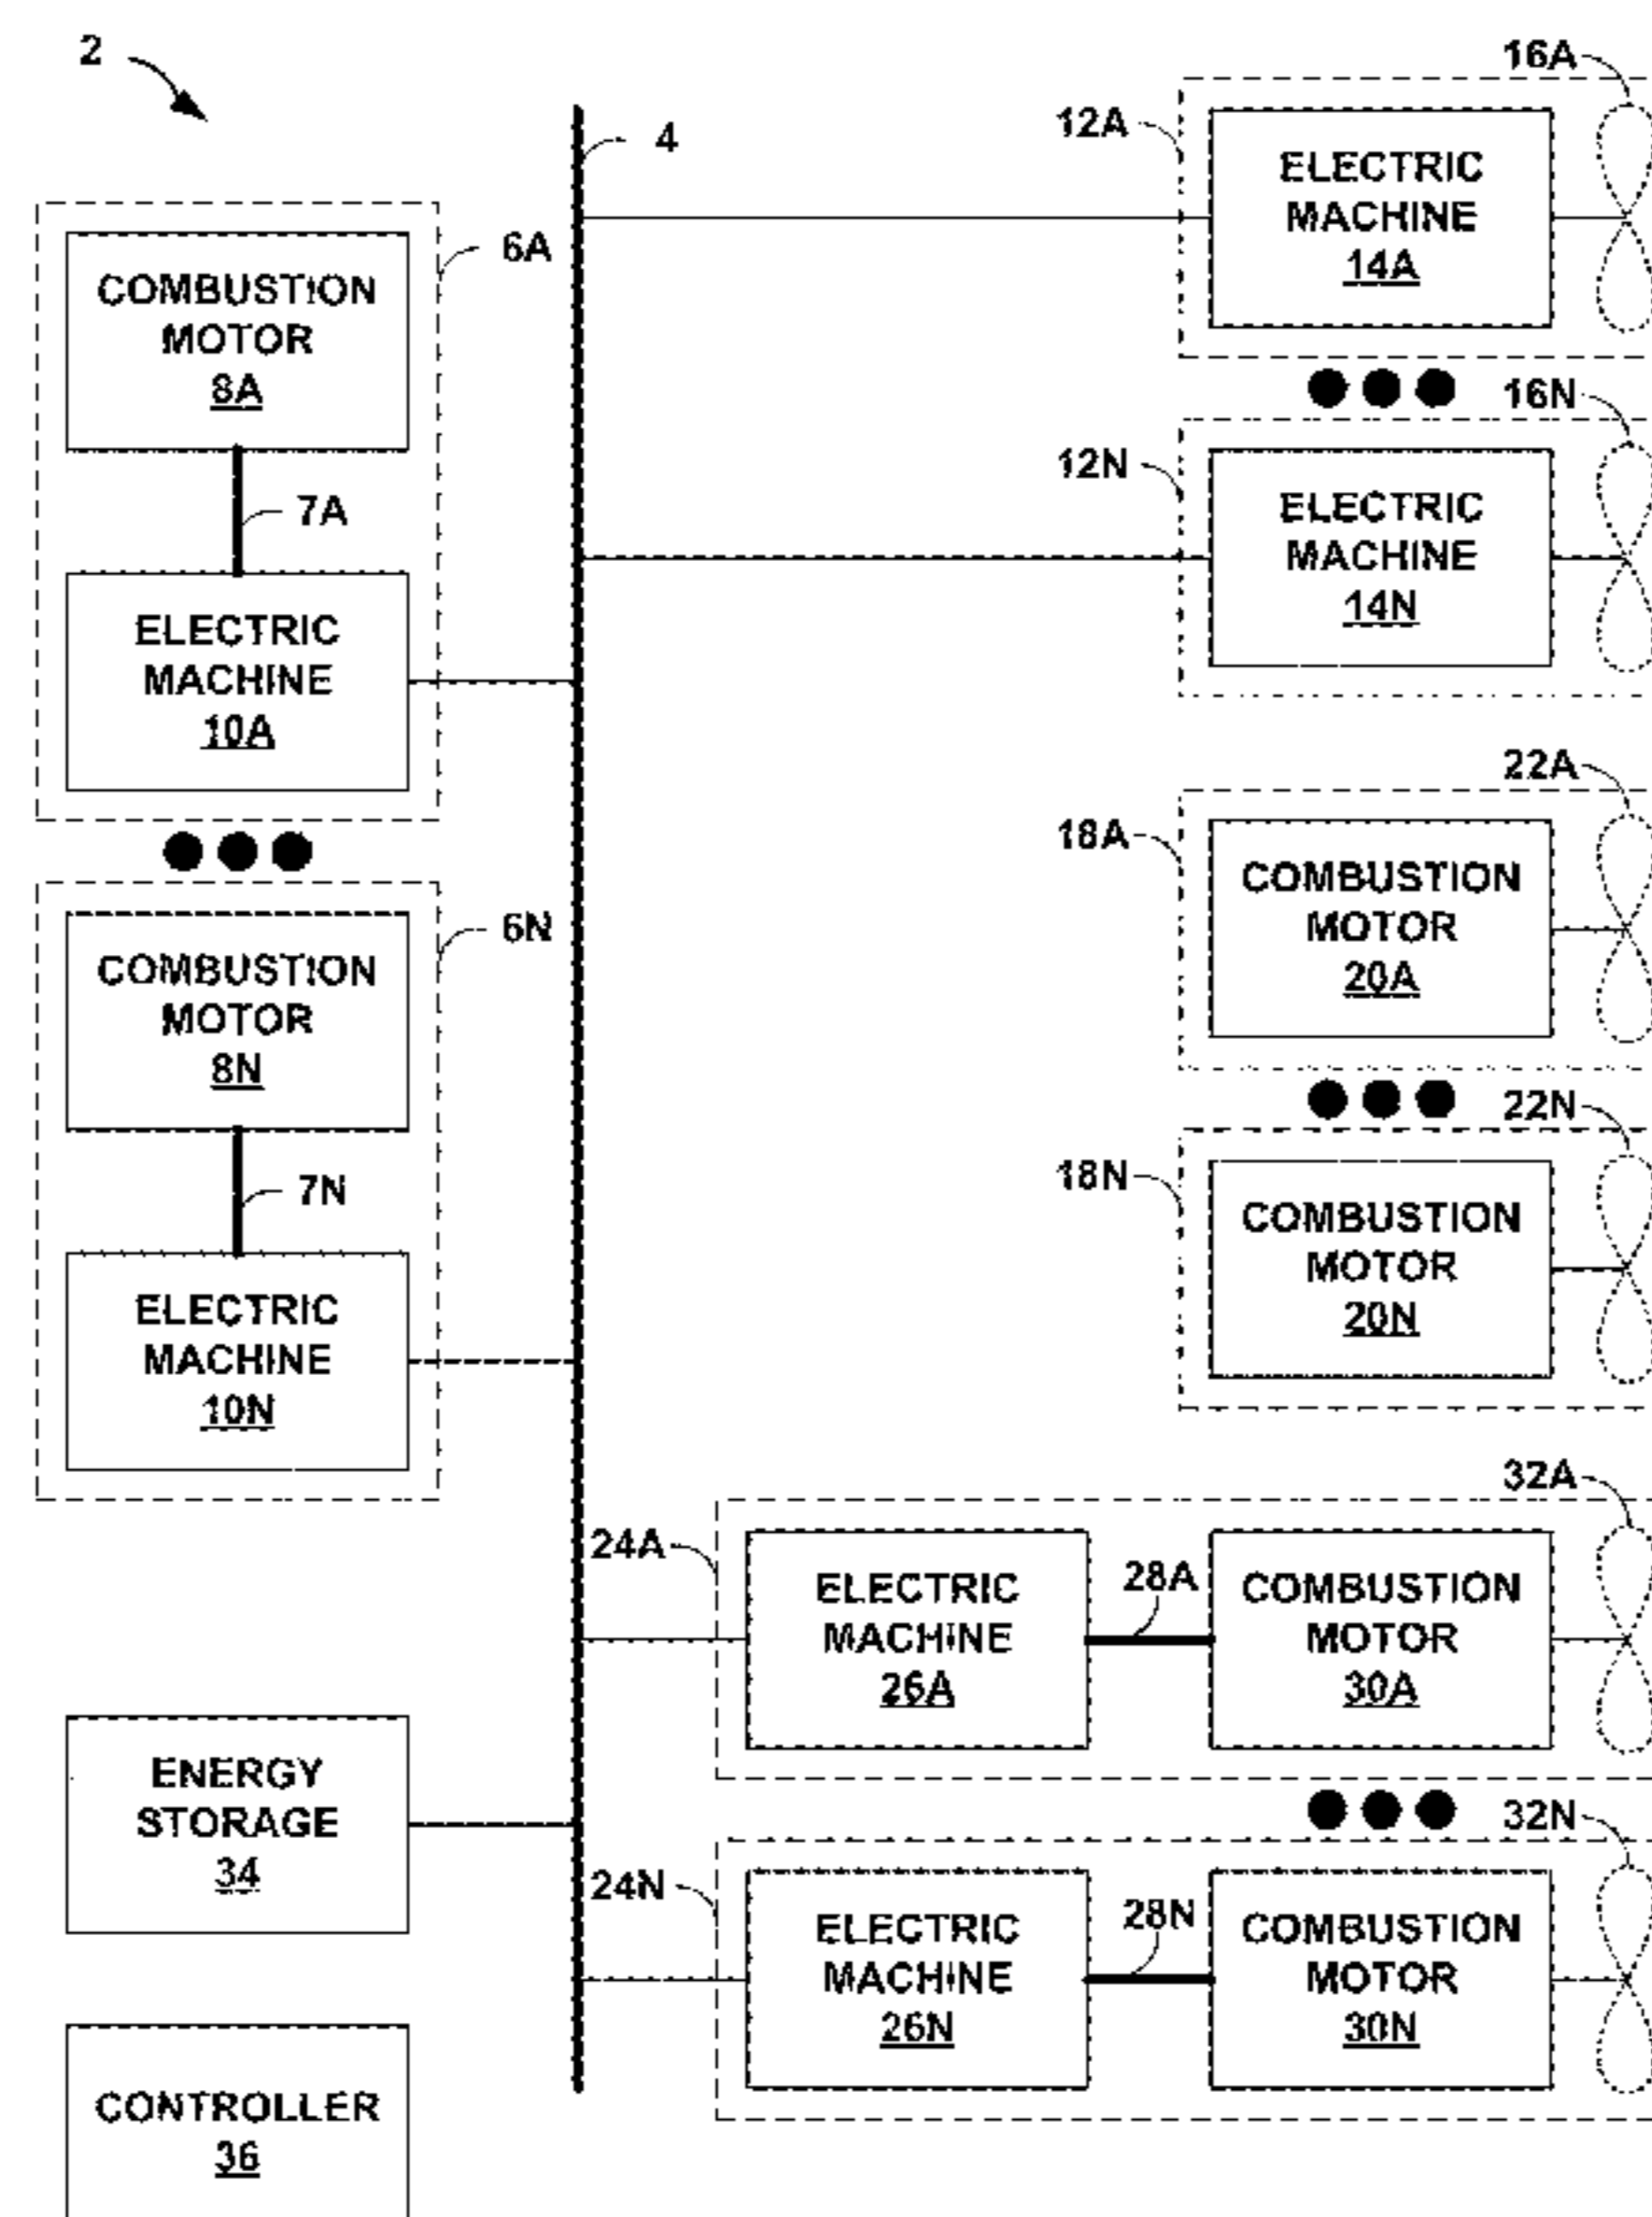 2
4
6A
COMBUSTION
MOTOR
8A
7A
ELECTRIC
MACHINE
10A
6N
COMBUSTION
MOTOR
8N
7N
ELECTRIC
MACHINE
10N
ENERGY
STORAGE
34
CONTROLLER
36
16A
12A
ELECTRIC
MACHINE
14A
16N
12N
ELECTRIC
MACHINE
14N
22A
18A
COMBUSTION
MOTOR
20A
22N
18N
COMBUSTION
MOTOR
20N
32A
24A
ELECTRIC
MACHINE
26A
28A
COMBUSTION
MOTOR
30A
32N
24N
ELECTRIC
MACHINE
26N
28N
COMBUSTION
MOTOR
30N